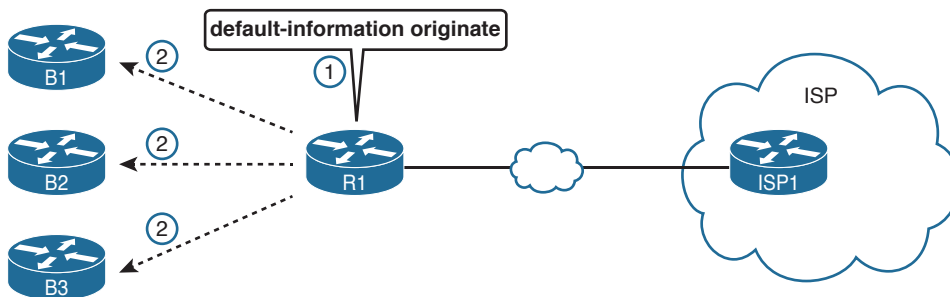 default-information originate
1
2
B1
2
B2
2
B3
R1
ISP
ISP1